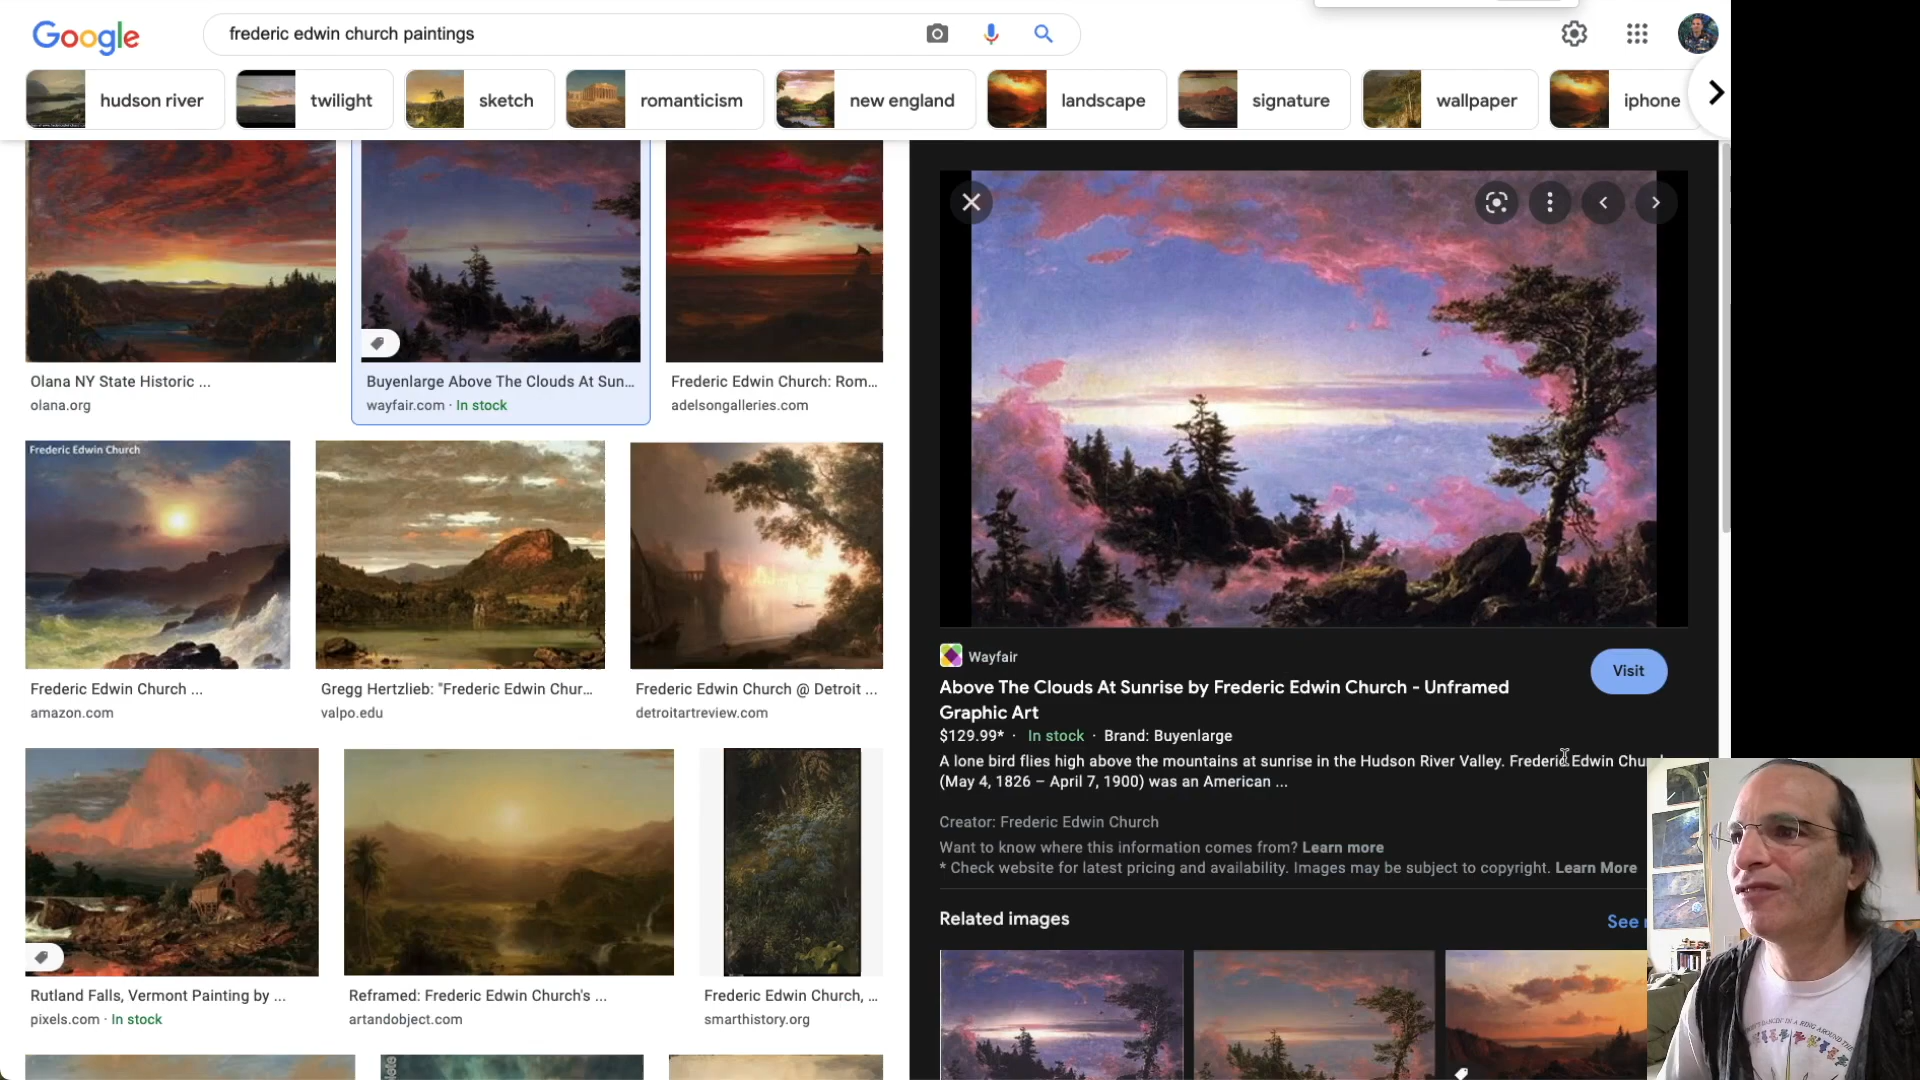 Google
frederic edwin church paintings
hudson river
twilight
sketch
romanticism
new england
landscape
signature
wallpaper
iphone
Olana NY State Historic ...
olana.org
Buyenlarge Above The Clouds At Sun...
wayfair.com · In stock
Frederic Edwin Church: Rom...
adelsongalleries.com
Frederic Edwin Church
Frederic Edwin Church ...
amazon.com
Gregg Hertzlieb: "Frederic Edwin Chur...
valpo.edu
Frederic Edwin Church @ Detroit ...
detroitartreview.com
Rutland Falls, Vermont Painting by ...
pixels.com · In stock
Reframed: Frederic Edwin Church's ...
artandobject.com
Frederic Edwin Church, ...
smarthistory.org
Wayfair
Visit
Above The Clouds At Sunrise by Frederic Edwin Church - Unframed
Graphic Art
$129.99* · In stock · Brand: Buyenlarge
A lone bird flies high above the mountains at sunrise in the Hudson River Valley. Frederic Edwin Church
(May 4, 1826 – April 7, 1900) was an American ...
Creator: Frederic Edwin Church
Want to know where this information comes from? Learn more
* Check website for latest pricing and availability. Images may be subject to copyright. Learn More
Related images
See